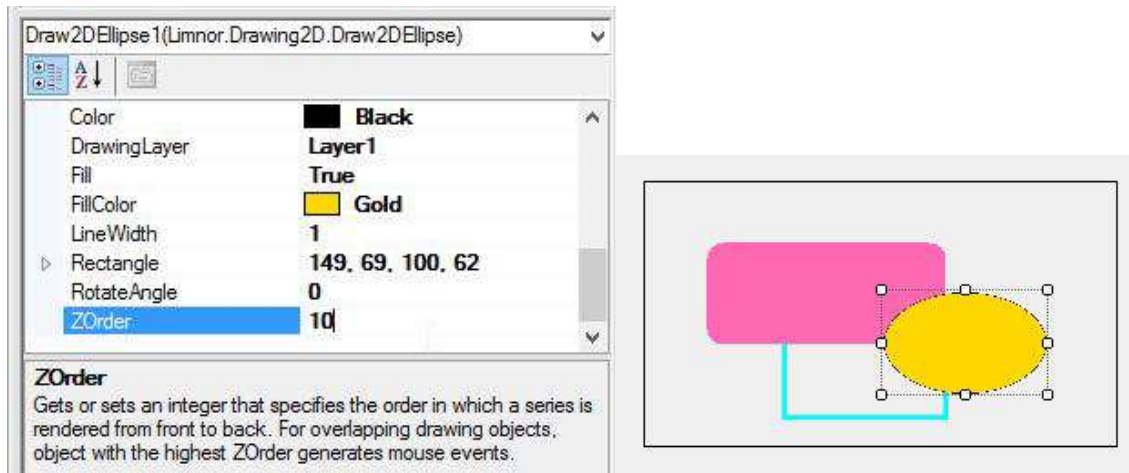 Draw2DEllipse1(Limnor.Drawing2D.Draw2DEllipse)
Color Black
DrawingLayer Layer1
Fill True
FillColor Gold
LineWidth 1
Rectangle 149, 69, 100, 62
RotateAngle 0
ZOrder 10
ZOrder
Gets or sets an integer that specifies the order in which a series is
rendered from front to back. For overlapping drawing objects,
object with the highest ZOrder generates mouse events.